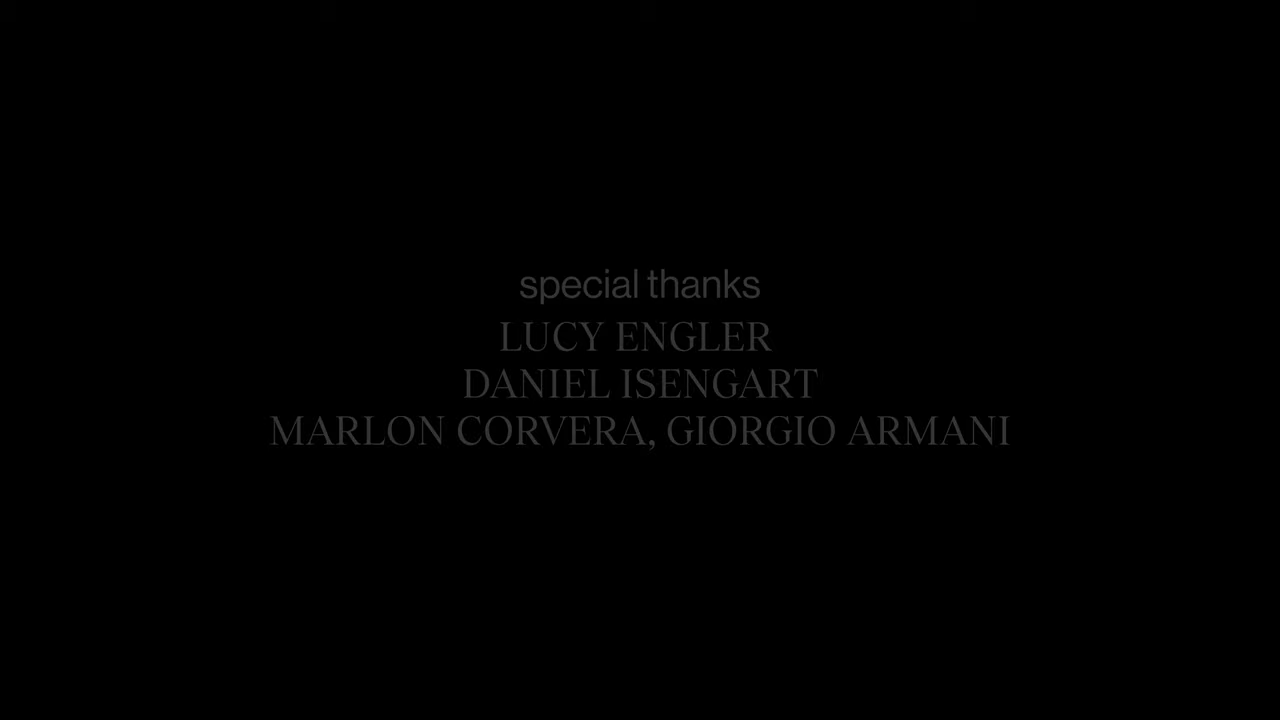 special thanks
LUCY ENGLER
DANIEL ISENGART
MARLON CORVERA, GIORGIO ARMANI